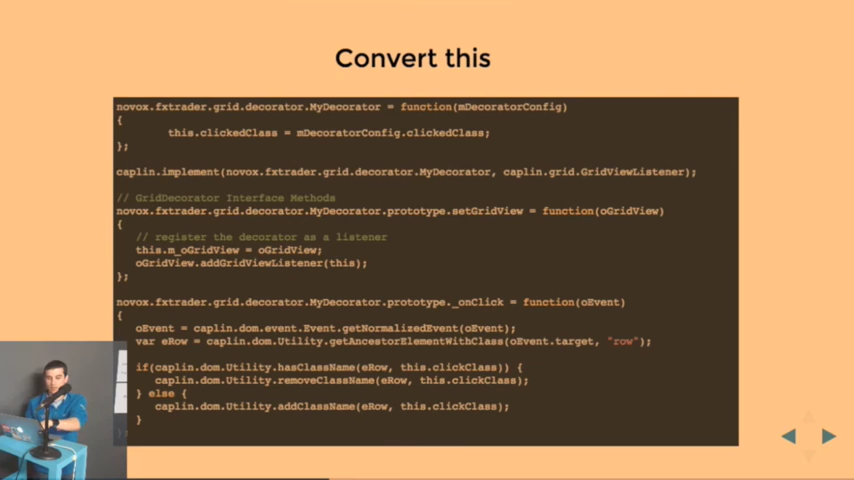 Convert this
novox.fxtrader.grid.decorator.MyDecorator = function(mDecoratorConfig)
{
this.clickedClass = mDecoratorConfig.clickedClass;
};
caplin.implement(novox.fxtrader.grid.decorator.MyDecorator, caplin.grid.GridViewListener);
// GridDecorator Interface Methods
novox.fxtrader.grid.decorator.MyDecorator.prototype.setGridView = function(oGridView)
{
// register the decorator as a listener
this.m_oGridView = oGridView;
oGridView.addGridViewListener(this);
};
novox.fxtrader.grid.decorator.MyDecorator.prototype._onClick = function(oEvent)
{
oEvent = caplin.dom.event.Event.getNormalizedEvent(oEvent);
var eRow = caplin.dom.Utility.getAncestorElementWithClass(oEvent.target, "row");
if(caplin.dom.Utility.hasClassName(eRow, this.clickClass)) {
caplin.dom.Utility.removeClassName(eRow, this.clickClass);
} else {
caplin.dom.Utility.addClassName(eRow, this.clickClass);
}
};